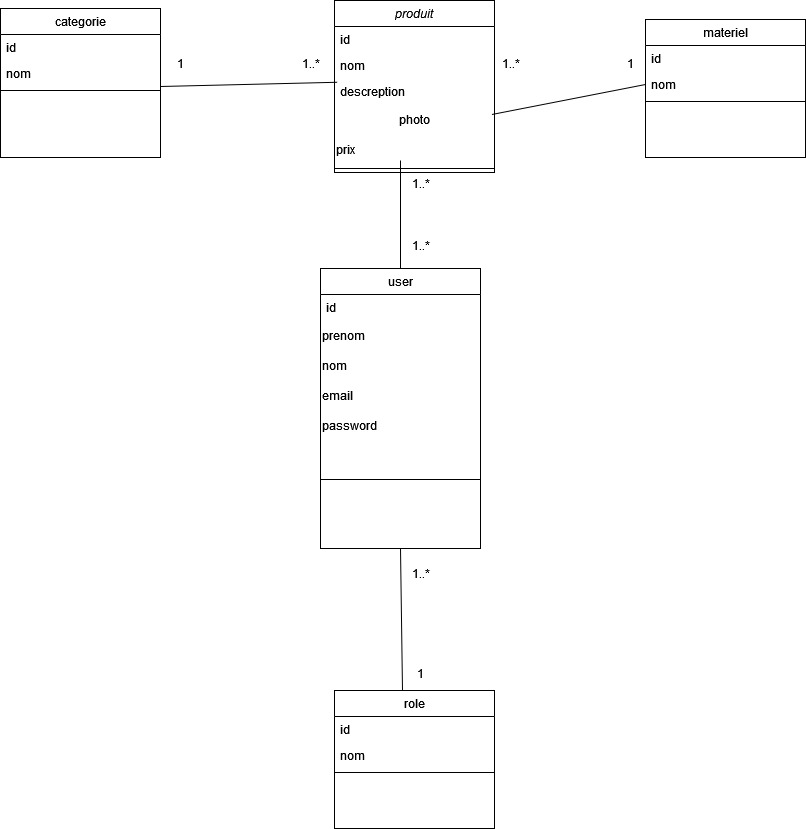 categorie
id
nom
1
1..*
produit
id
nom
descreption
photo
prix
1..*
1
materiel
id
nom
1..*
1..*
user
id
prenom
nom
email
password
1..*
1
role
id
nom